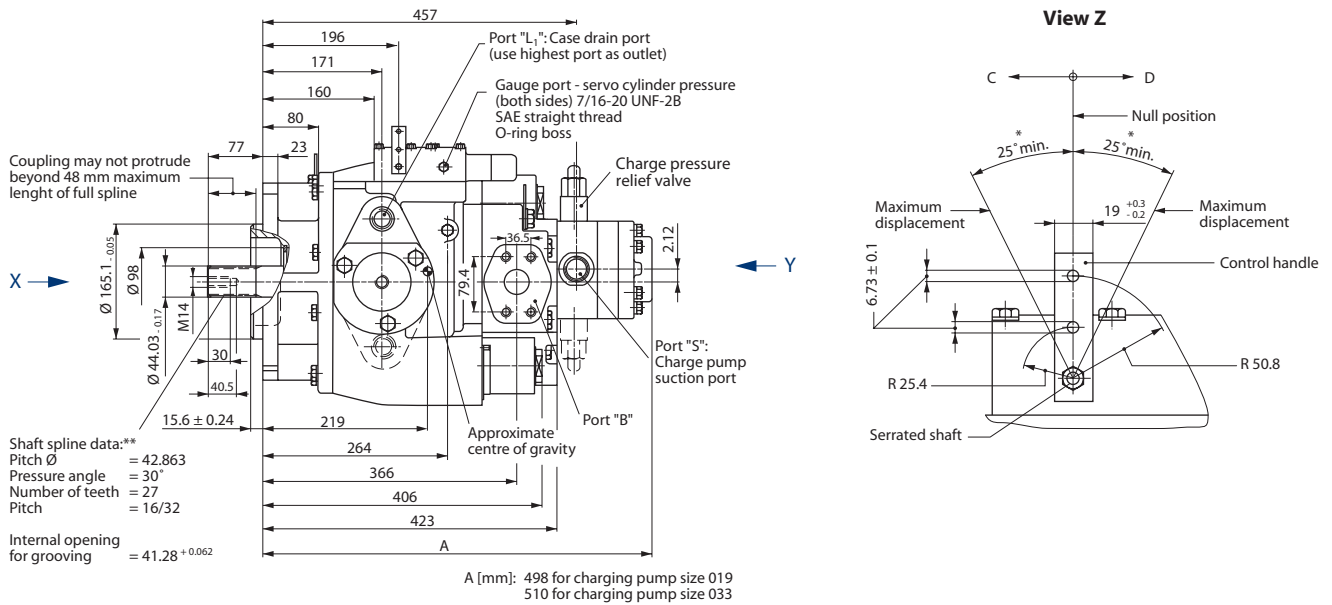 457
196
171
160
80
77
23
Port "L₁": Case drain port
(use highest port as outlet)
Gauge port - servo cylinder pressure
(both sides) 7/16-20 UNF-2B
SAE straight thread
O-ring boss
Charge pressure
relief valve
Coupling may not protrude
beyond 48 mm maximum
lenght of full spline
X
Ø 165.1 - 0.05
Ø 98
Ø 44.03 - 0.17
M14
30
40.5
15.6 ± 0.24
36.5
79.4
2.12
Y
Port "S":
Charge pump
suction port
Port "B"
Approximate
centre of gravity
219
264
366
406
423
A
Shaft spline data:**
Pitch Ø = 42.863
Pressure angle = 30°
Number of teeth = 27
Pitch = 16/32
Internal opening
for grooving = 41.28 + 0.062
A [mm]: 498 for charging pump size 019
510 for charging pump size 033
View Z
C D
Null position
*
25° min.
*
25° min.
Maximum
displacement
19 +0.3 - 0.2
Maximum
displacement
Control handle
6.73 ± 0.1
R 25.4
R 50.8
Serrated shaft